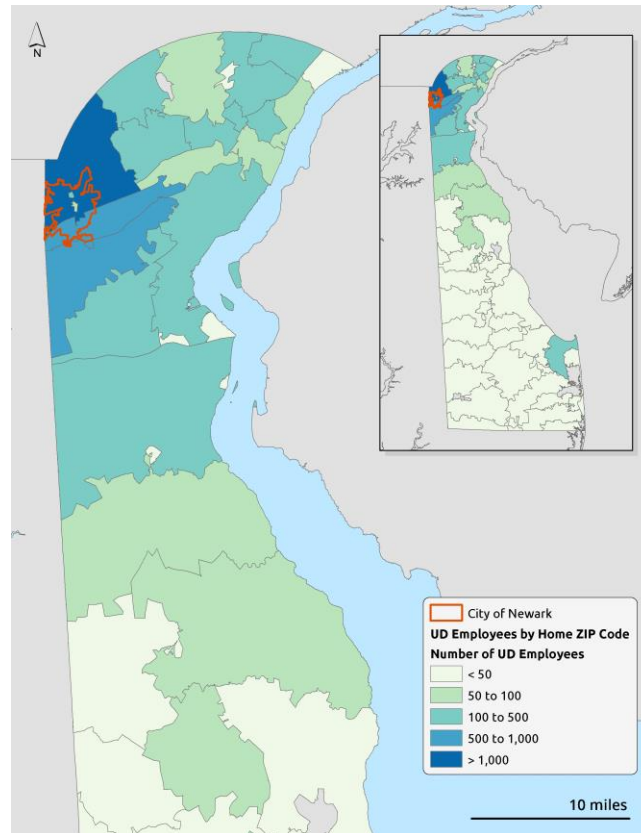 N
City of Newark
UD Employees by Home ZIP Code
Number of UD Employees
< 50
50 to 100
100 to 500
500 to 1,000
> 1,000
10 miles